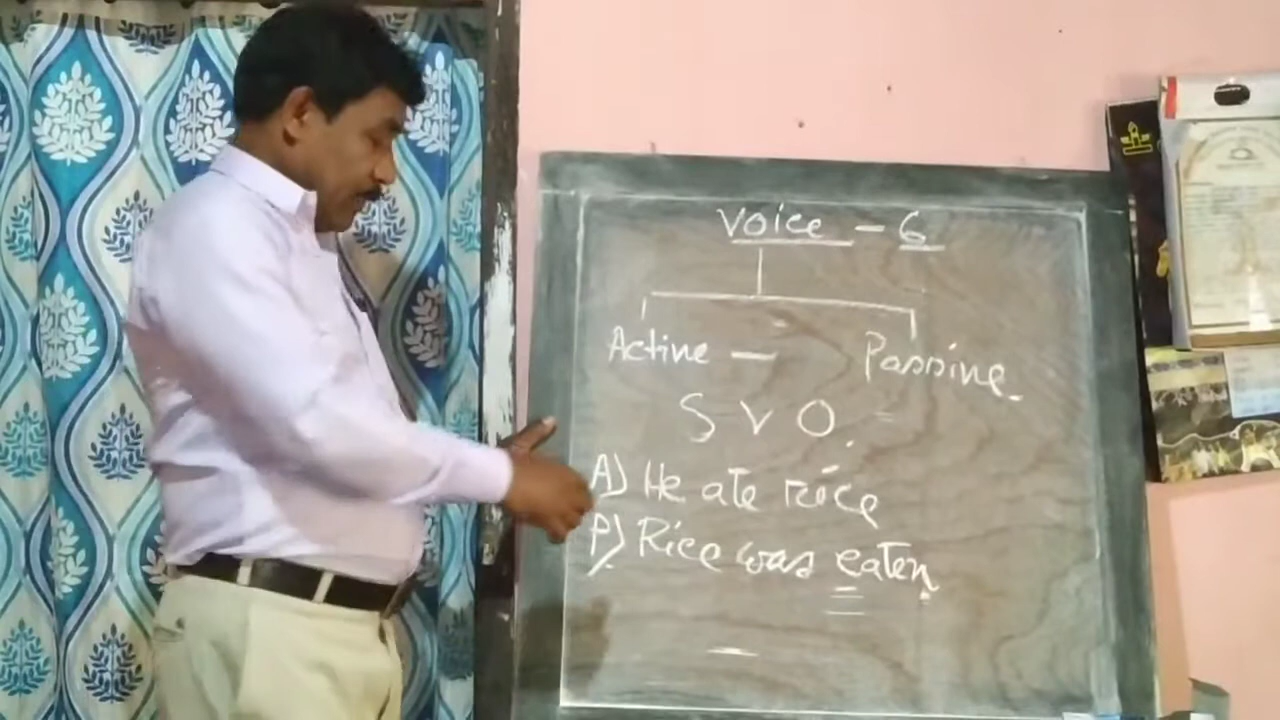 Voice - 6
Active - Passive
S V O.
A) He ate rice
P) Rice was eaten